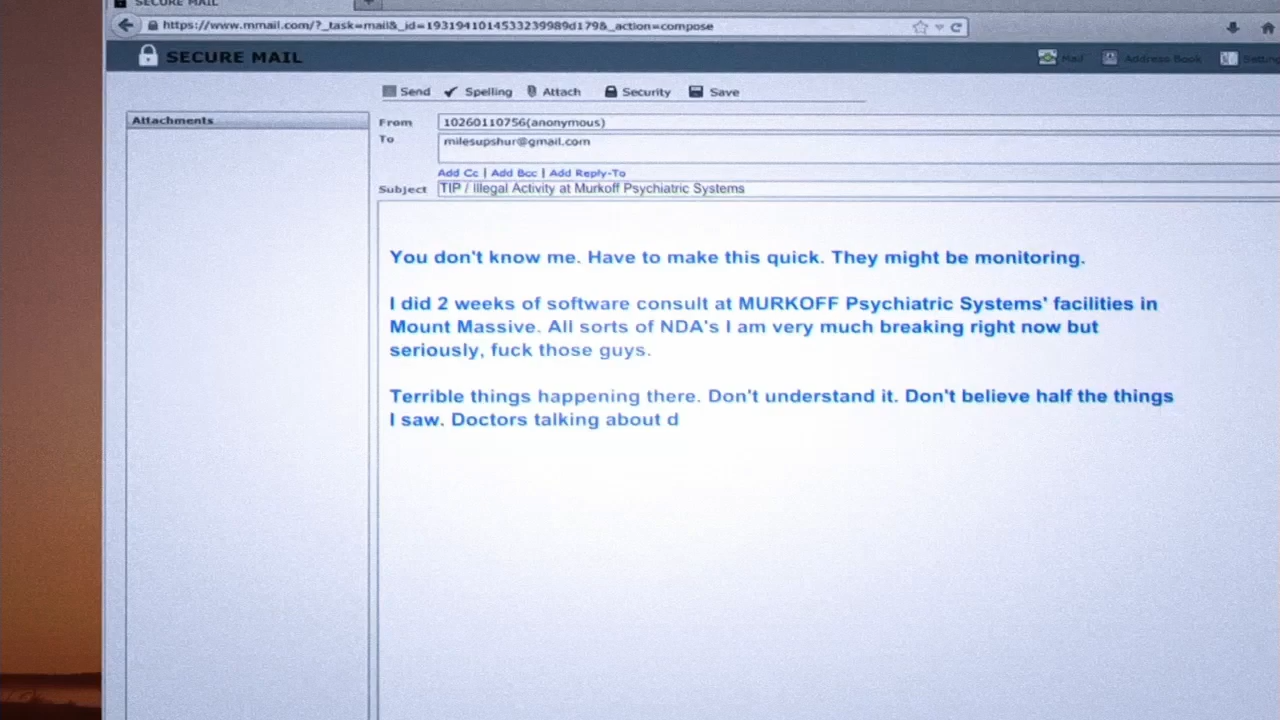 SECURE MAIL
https://www.mmail.com/?_task=mail&_id=1931941014533239989d179&_action=compose
SECURE MAIL
Mail Address Book
Send Spelling Attach Security Save
Attachments
From 10260110756(anonymous)
To milesupshur@gmail.com
Add Cc | Add Bcc | Add Reply-To
Subject TIP / Illegal Activity at Murkoff Psychiatric Systems
You don't know me. Have to make this quick. They might be monitoring.
I did 2 weeks of software consult at MURKOFF Psychiatric Systems' facilities in
Mount Massive. All sorts of NDA's I am very much breaking right now but
seriously, fuck those guys.
Terrible things happening there. Don't understand it. Don't believe half the things
I saw. Doctors talking about d